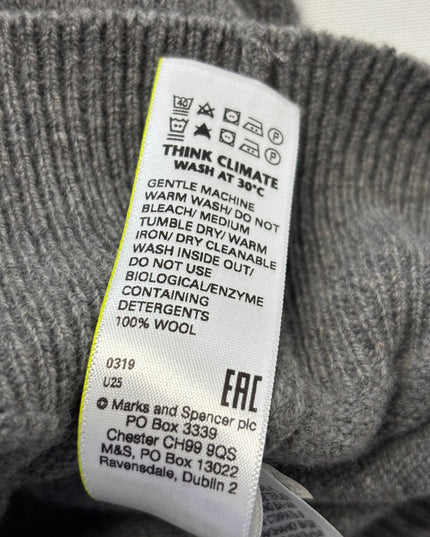 40 P
P
THINK CLIMATE
WASH AT 30°C
GENTLE MACHINE
WARM WASH/ DO NOT
BLEACH/ MEDIUM
TUMBLE DRY/ WARM
IRON/ DRY CLEANABLE
WASH INSIDE OUT/
DO NOT USE
BIOLOGICAL/ENZYME
CONTAINING
DETERGENTS
100% WOOL
0319
U25
EAC
© Marks and Spencer plc
PO Box 3339
Chester CH99 9QS
M&S, PO Box 13022
Ravensdale, Dublin 2